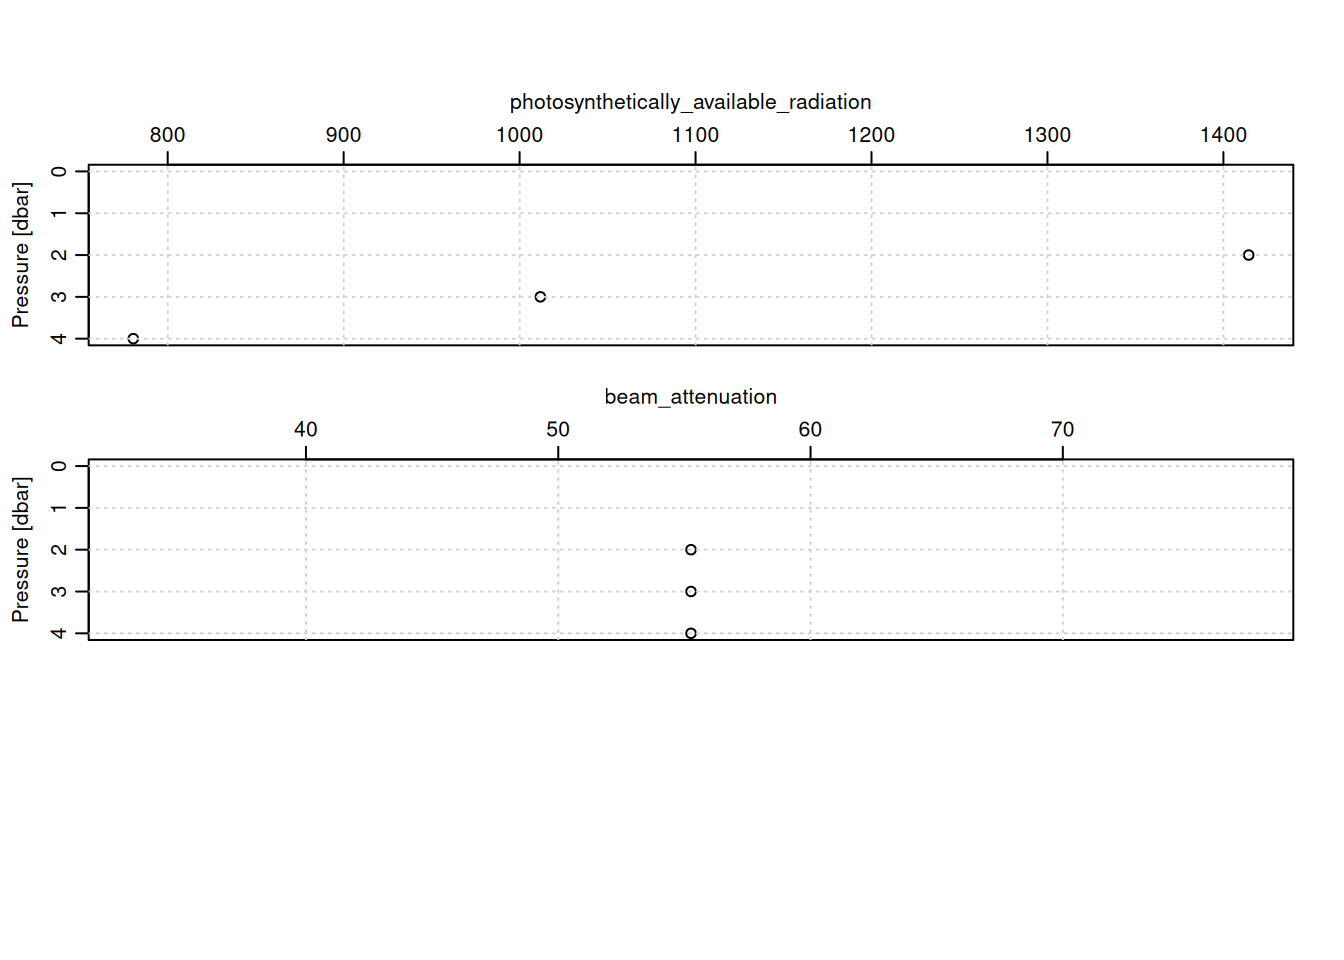 photosynthetically_available_radiation
800 900 1000 1100 1200 1300 1400
Pressure [dbar]
0
1
2
3
4
beam_attenuation
40 50 60 70
Pressure [dbar]
0
1
2
3
4